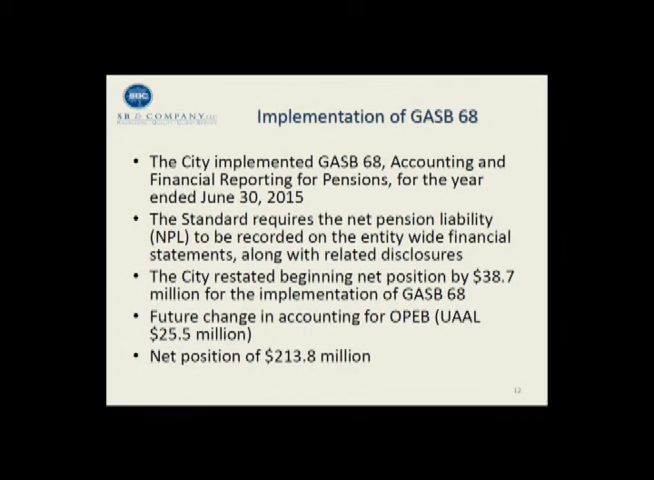 SB & COMPANY, LLC
Implementation of GASB 68
• The City implemented GASB 68, Accounting and
Financial Reporting for Pensions, for the year
ended June 30, 2015
• The Standard requires the net pension liability
(NPL) to be recorded on the entity wide financial
statements, along with related disclosures
• The City restated beginning net position by $38.7
million for the implementation of GASB 68
• Future change in accounting for OPEB (UAAL
$25.5 million)
• Net position of $213.8 million
12